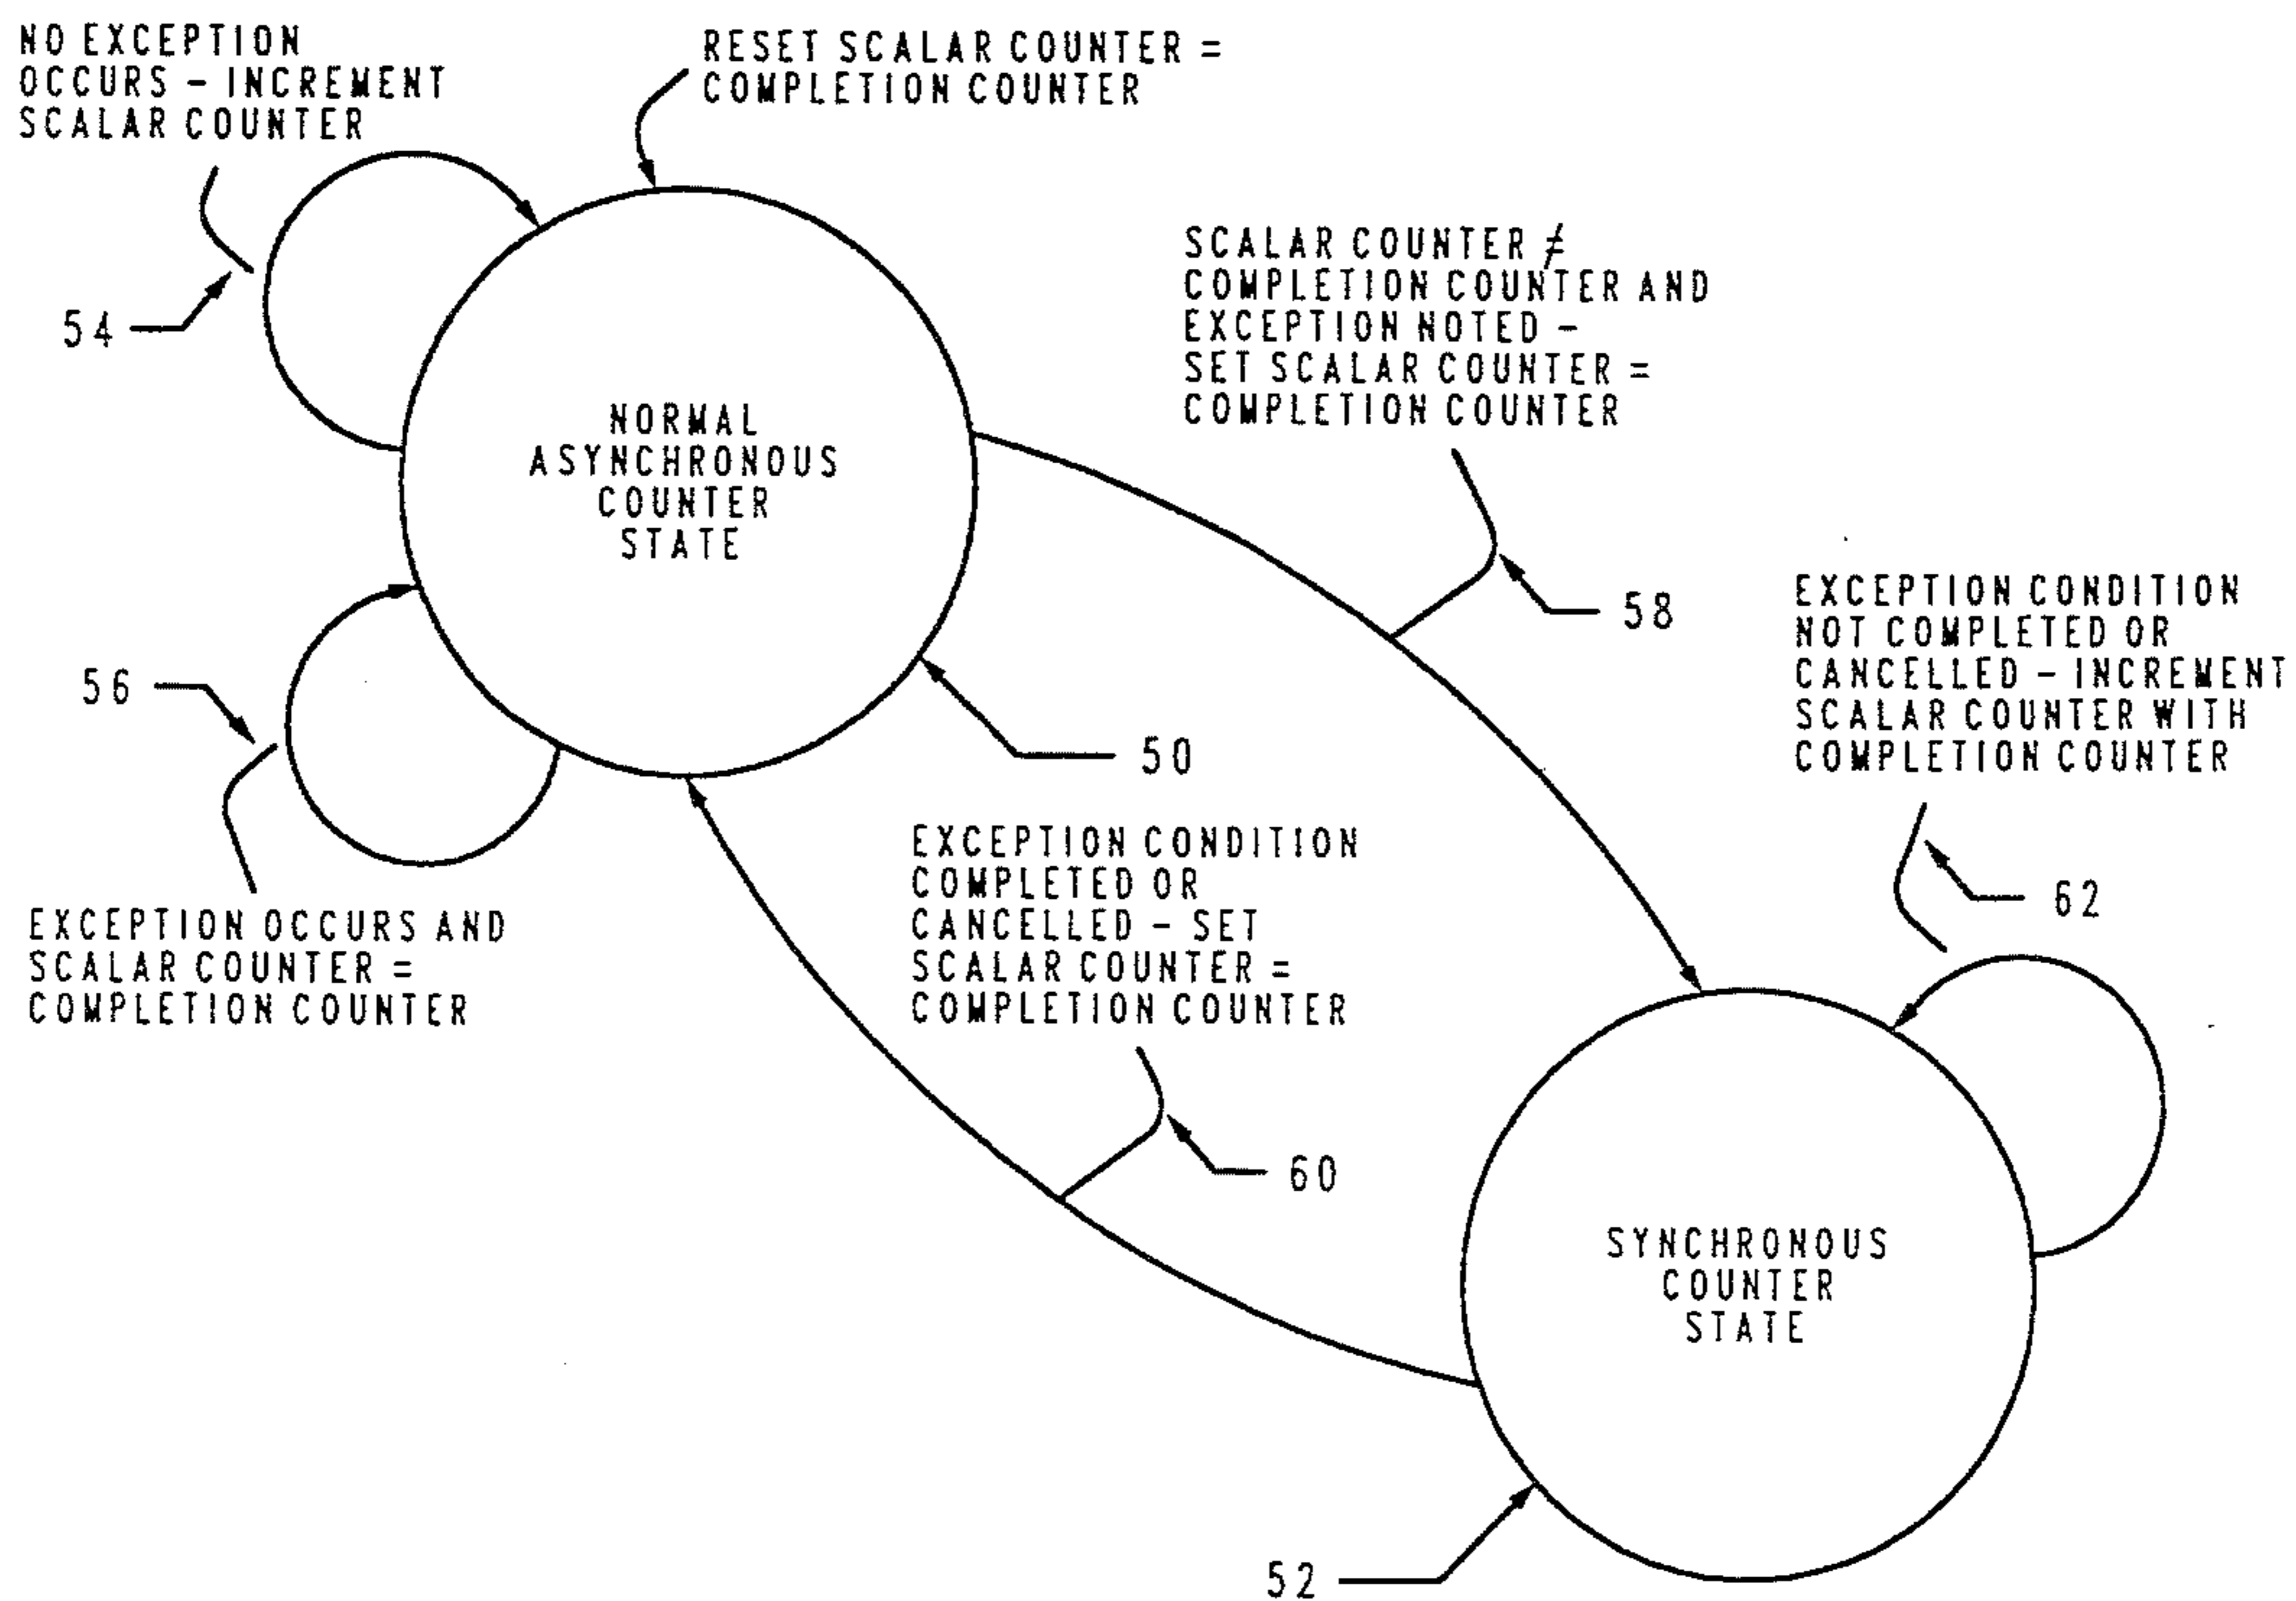 NO EXCEPTION
OCCURS - INCREMENT
SCALAR COUNTER
RESET SCALAR COUNTER =
COMPLETION COUNTER
54
NORMAL
ASYNCHRONOUS
COUNTER
STATE
SCALAR COUNTER ≠
COMPLETION COUNTER AND
EXCEPTION NOTED -
SET SCALAR COUNTER =
COMPLETION COUNTER
58
56
50
EXCEPTION CONDITION
NOT COMPLETED OR
CANCELLED - INCREMENT
SCALAR COUNTER WITH
COMPLETION COUNTER
62
EXCEPTION OCCURS AND
SCALAR COUNTER =
COMPLETION COUNTER
EXCEPTION CONDITION
COMPLETED OR
CANCELLED - SET
SCALAR COUNTER =
COMPLETION COUNTER
60
SYNCHRONOUS
COUNTER
STATE
52